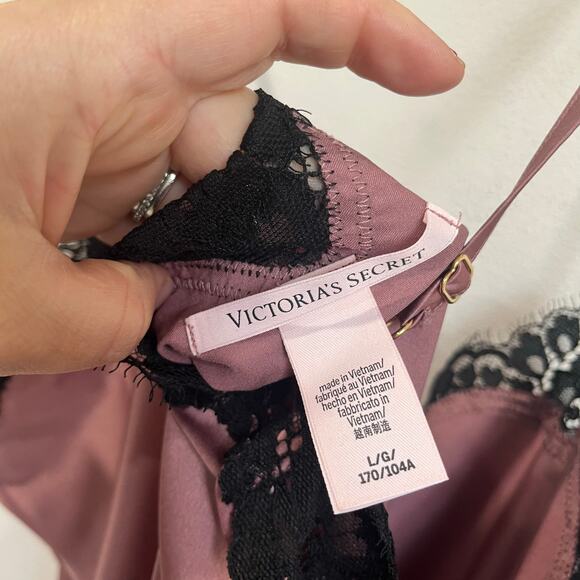 VICTORIA'S SECRET
made in Vietnam/
fabriqué au Vietnam/
hecho en Vietnam/
fabbricato in
Vietnam/
越南制造
L/G/
170/104A